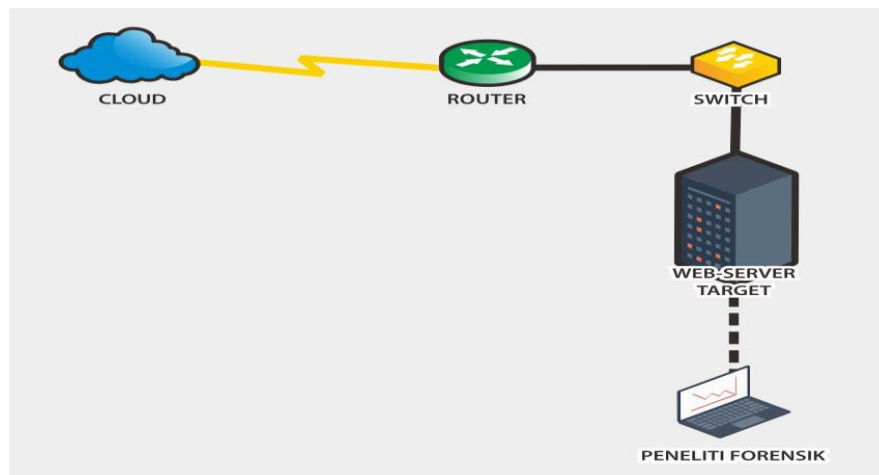 CLOUD
ROUTER
SWITCH
WEB-SERVER
TARGET
PENELITI FORENSIK